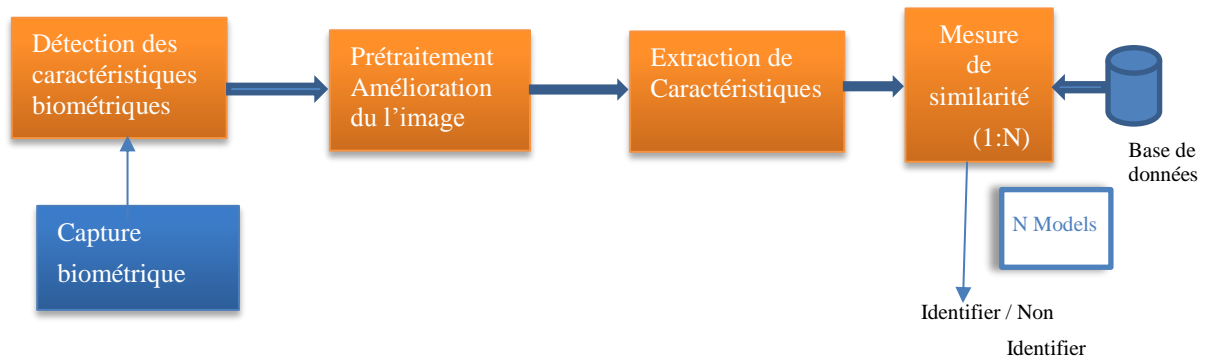 Détection des
caractéristiques
biométriques
Prétraitement
Amélioration
du l'image
Extraction de
Caractéristiques
Mesure
de
similarité
(1:N)
Base de
données
Capture
biométrique
N Models
Identifier / Non
Identifier